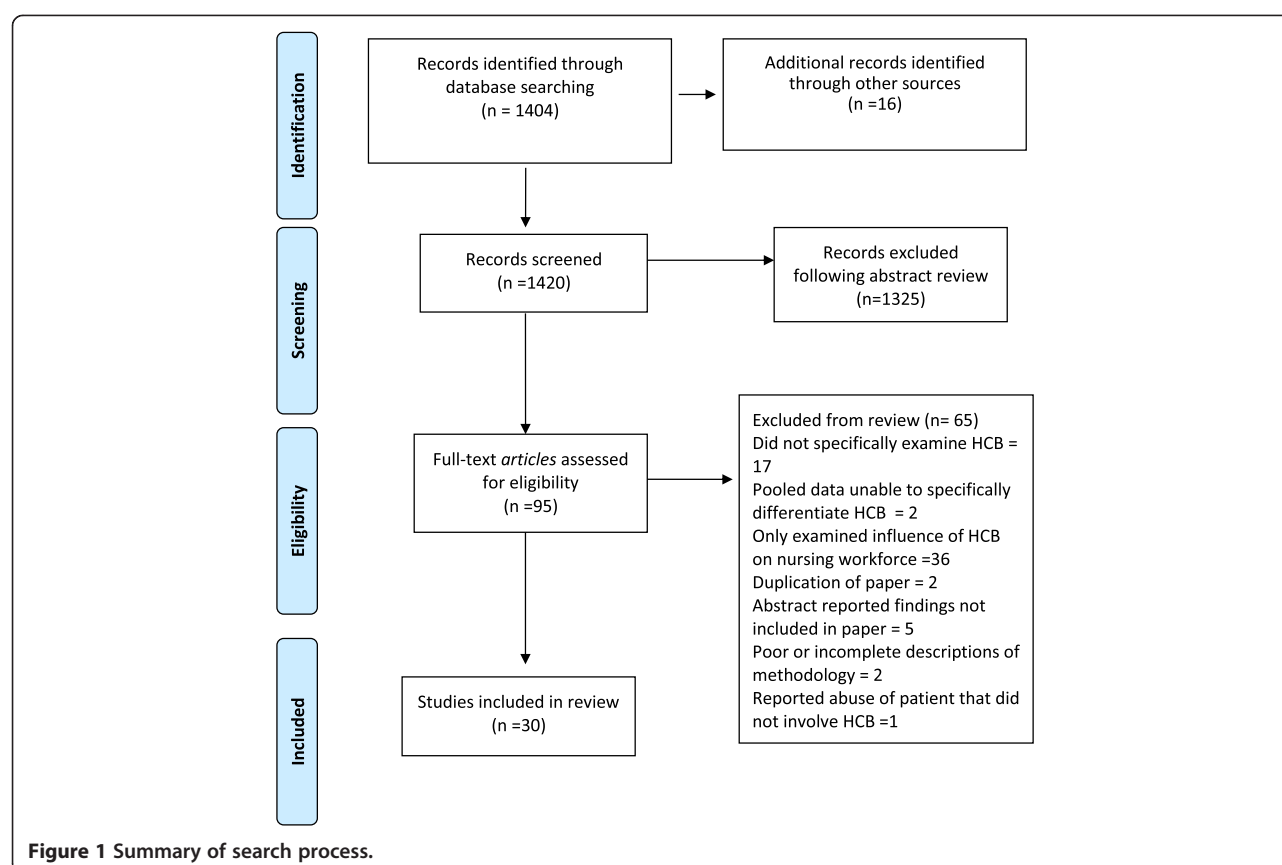 Identification
Records identified through
database searching
(n = 1404)
Additional records identified
through other sources
(n =16)
Screening
Records screened
(n =1420)
Records excluded
following abstract review
(n=1325)
Eligibility
Full-text articles assessed
for eligibility
(n =95)
Excluded from review (n= 65)
Did not specifically examine HCB =
17
Pooled data unable to specifically
differentiate HCB = 2
Only examined influence of HCB
on nursing workforce =36
Duplication of paper = 2
Abstract reported findings not
included in paper = 5
Poor or incomplete descriptions of
methodology = 2
Reported abuse of patient that did
not involve HCB =1
Included
Studies included in review
(n =30)
Figure 1 Summary of search process.